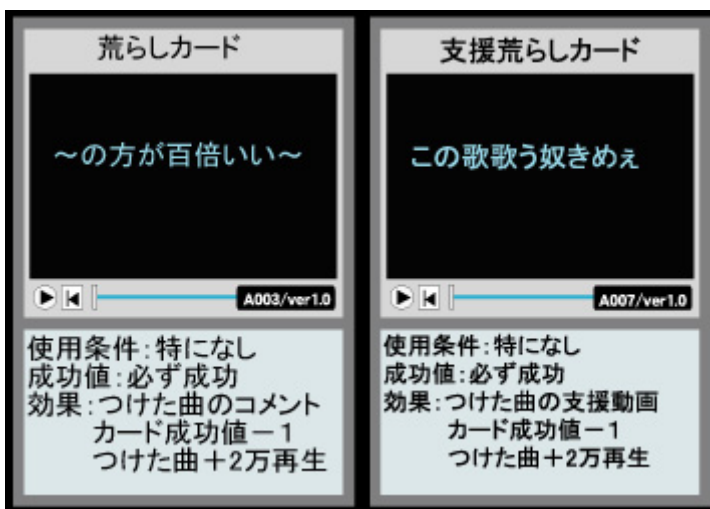 荒らしカード
～の方が百倍いい～
A003/ver1.0
使用条件:特になし
成功値:必ず成功
効果:つけた曲のコメント
カード成功値－1
つけた曲＋2万再生
支援荒らしカード
この歌歌う奴きめぇ
A007/ver1.0
使用条件:特になし
成功値:必ず成功
効果:つけた曲の支援動画
カード成功値－1
つけた曲＋2万再生